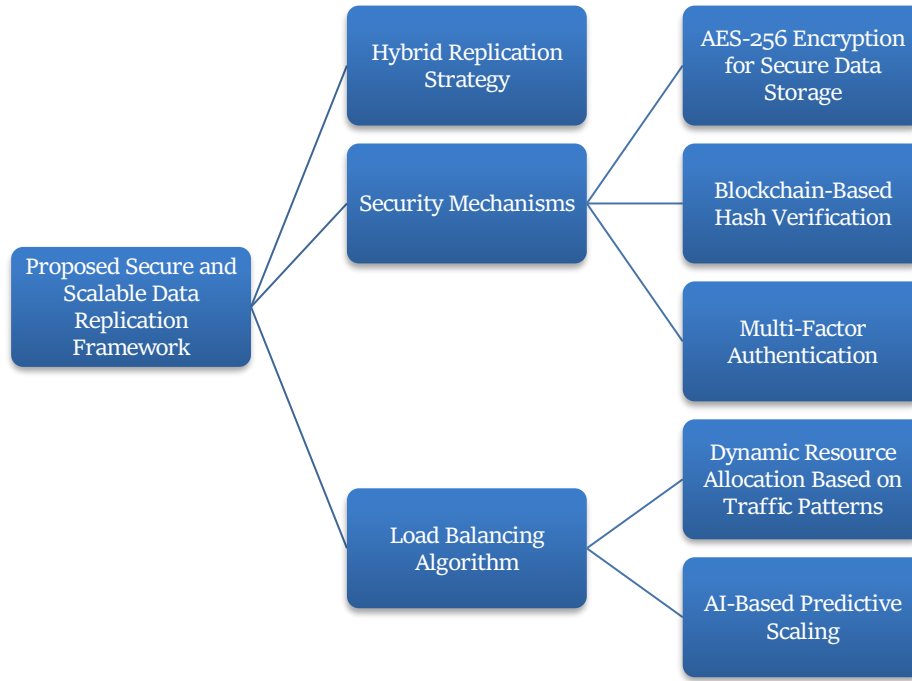 Proposed Secure and
Scalable Data
Replication
Framework
Hybrid Replication
Strategy
Security Mechanisms
AES-256 Encryption
for Secure Data
Storage
Blockchain-Based
Hash Verification
Multi-Factor
Authentication
Load Balancing
Algorithm
Dynamic Resource
Allocation Based on
Traffic Patterns
AI-Based Predictive
Scaling